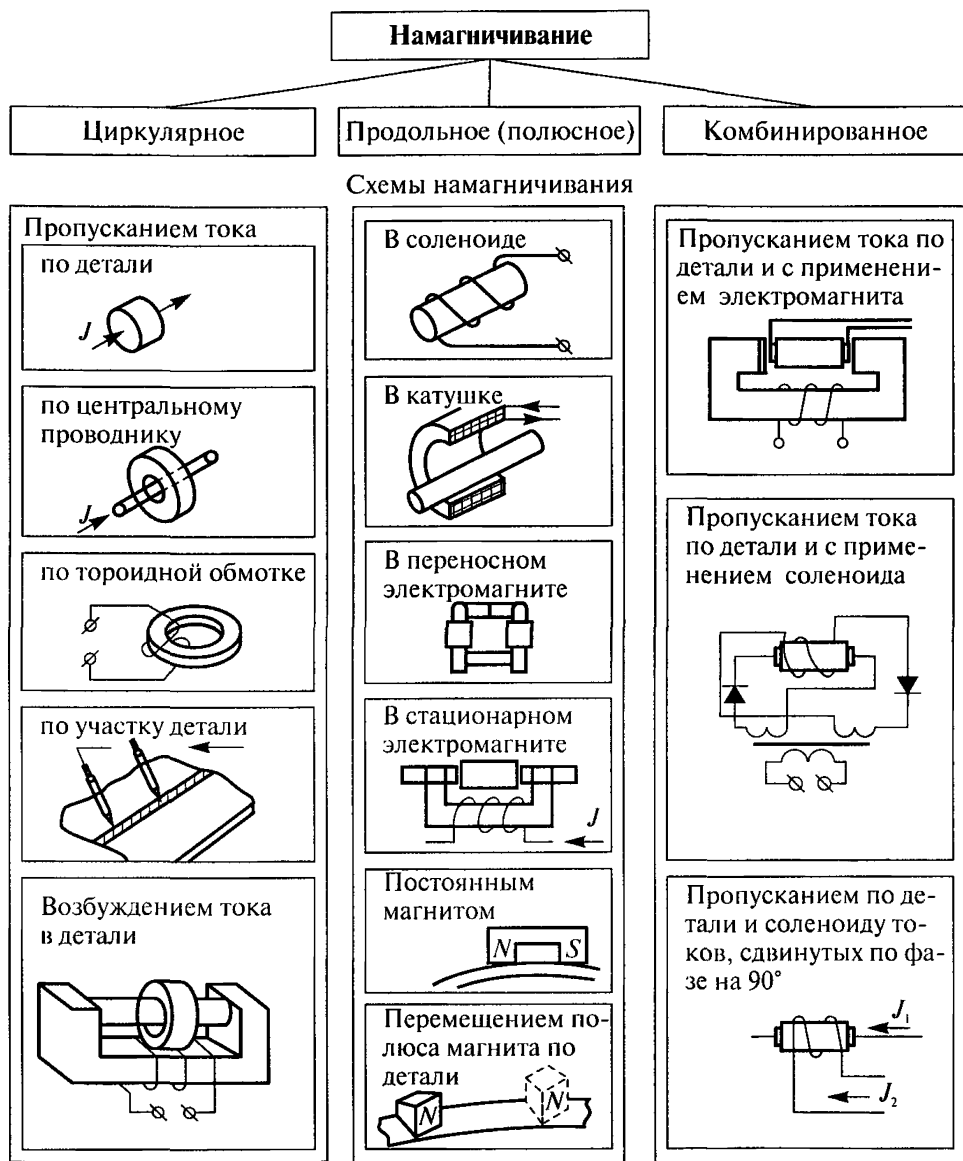 Намагничивание
Циркулярное
Продольное (полюсное)
Комбинированное
Схемы намагничивания
Пропусканием тока
по детали
J
по центральному
проводнику
J
по тороидной обмотке
по участку детали
Возбуждением тока
в детали
В соленоиде
В катушке
В переносном
электромагните
В стационарном
электромагните
J
Постоянным
магнитом
N S
Перемещением по-
люса магнита по
детали
N N
Пропусканием тока по
детали и с применени-
ем электромагнита
Пропусканием тока
по детали и с приме-
нением соленоида
Пропусканием по де-
тали и соленоиду то-
ков, сдвинутых по фа-
зе на 90°
J₁
J₂